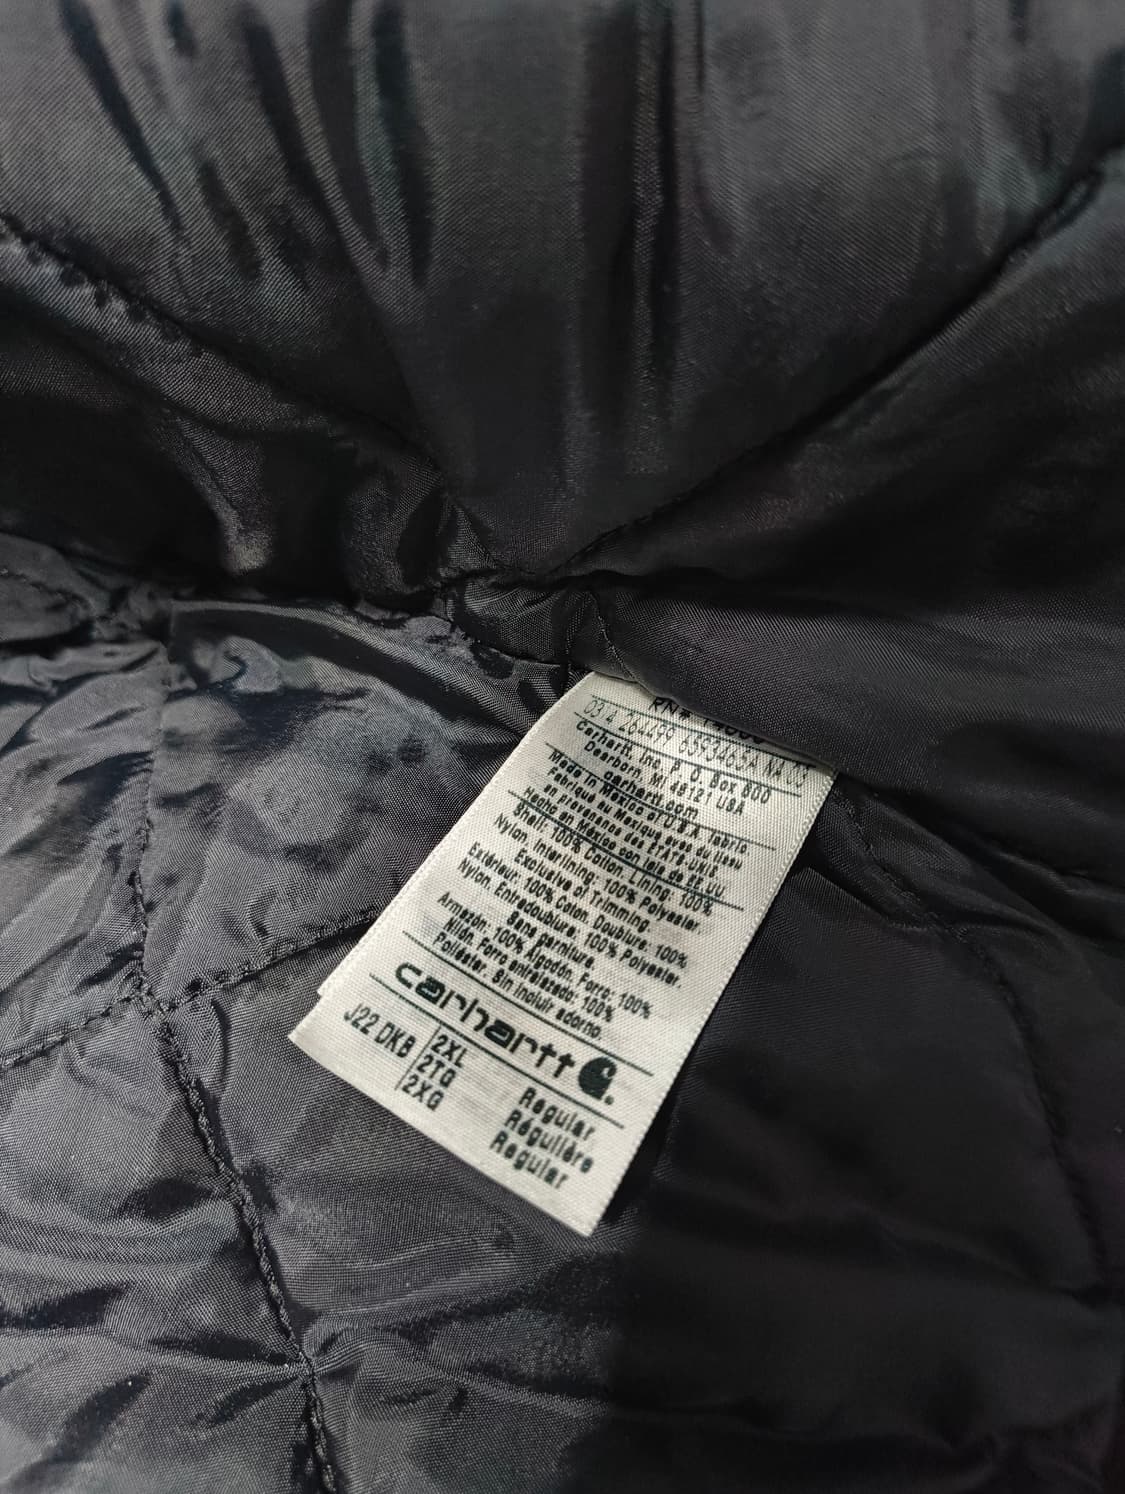 RN#
Carhartt, Inc. P. O. Box 600
Dearborn, MI 48121 USA
carhartt.com
Made in Mexico of U.S.A. fabric
Fabriqué au Mexique avec du tissu
en provenance des ETATS-UNIS
Hecho en México con tela de EE.UU.
Shell: 100% Cotton. Lining: 100%
Nylon. Interlining: 100% Polyester.
Exclusive of Trimming.
Extérieur: 100% Coton. Doublure: 100%
Nylon. Entredoublure: 100% Polyester.
Sans garniture.
Armazón: 100% Algodón. Forro: 100%
Nilón. Forro entrelazado: 100%
Poliéster. Sin incluir adorno.
carhartt
J22 DKB 2XL Regular
2TG Régulière
2XG Regular